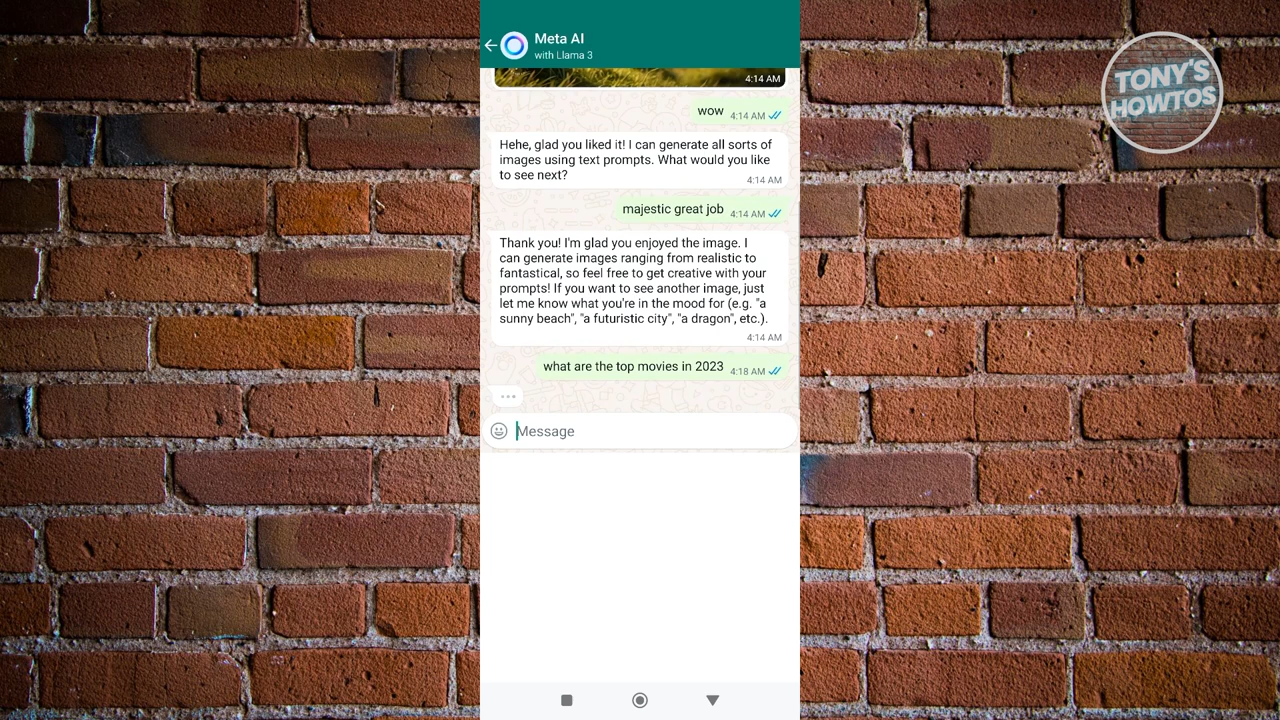 Meta AI
with Llama 3
TONY'S
HOWTOS
4:14 AM
wow 4:14 AM
Hehe, glad you liked it! I can generate all sorts of
images using text prompts. What would you like
to see next?
4:14 AM
majestic great job 4:14 AM
Thank you! I'm glad you enjoyed the image. I
can generate images ranging from realistic to
fantastical, so feel free to get creative with your
prompts! If you want to see another image, just
let me know what you're in the mood for (e.g. "a
sunny beach", "a futuristic city", "a dragon", etc.).
4:14 AM
what are the top movies in 2023 4:18 AM
Message